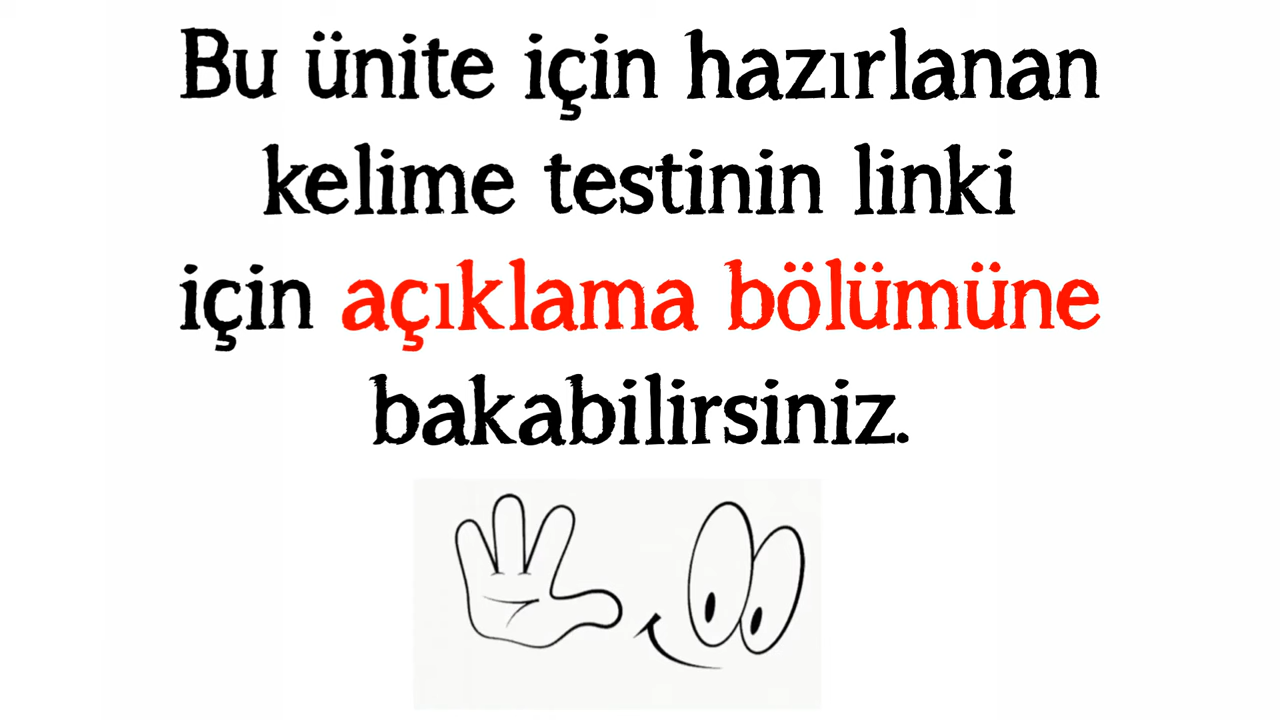 Bu ünite için hazırlanan
kelime testinin linki
için açıklama bölümüne
bakabilirsiniz.